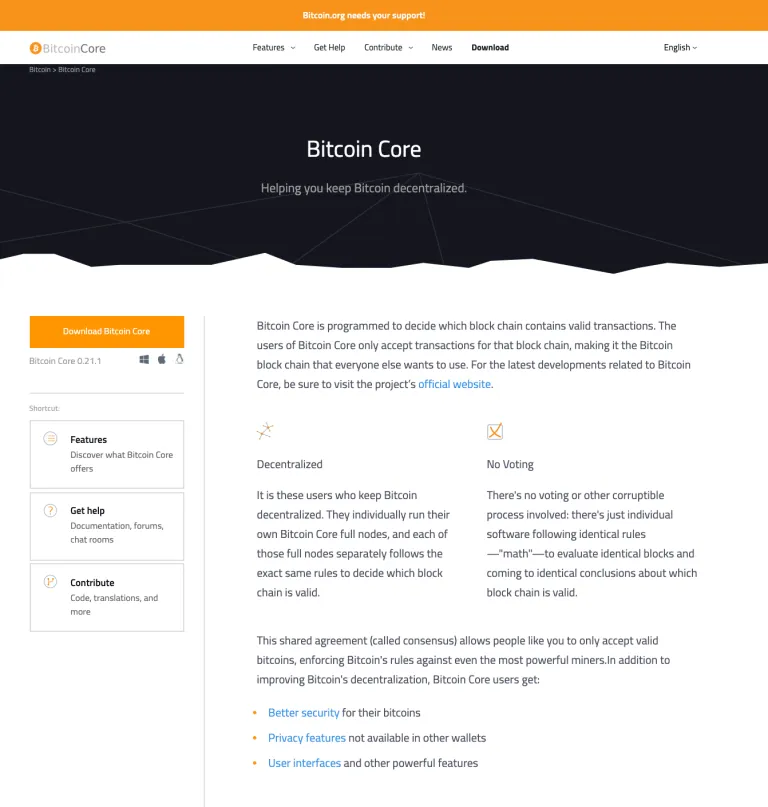 Bitcoin.org needs your support!
BitcoinCore
Features
Get Help
Contribute
News
Download
English
Bitcoin > Bitcoin Core
Bitcoin Core
Helping you keep Bitcoin decentralized.
Download Bitcoin Core
Bitcoin Core 0.21.1
Shortcut
Features
Discover what Bitcoin Core
offers
Get help
Documentation, forums,
chat rooms
Contribute
Code, translations, and
more
Bitcoin Core is programmed to decide which block chain contains valid transactions. The
users of Bitcoin Core only accept transactions for that block chain, making it the Bitcoin
block chain that everyone else wants to use. For the latest developments related to Bitcoin
Core, be sure to visit the project's official website.
Decentralized
It is these users who keep Bitcoin
decentralized. They individually run their
own Bitcoin Core full nodes, and each of
those full nodes separately follows the
exact same rules to decide which block
chain is valid.
No Voting
There's no voting or other corruptible
process involved: there's just individual
software following identical rules
—"math"—to evaluate identical blocks and
coming to identical conclusions about which
block chain is valid.
This shared agreement (called consensus) allows people like you to only accept valid
bitcoins, enforcing Bitcoin's rules against even the most powerful miners.In addition to
improving Bitcoin's decentralization, Bitcoin Core users get:
• Better security for their bitcoins
• Privacy features not available in other wallets
• User interfaces and other powerful features